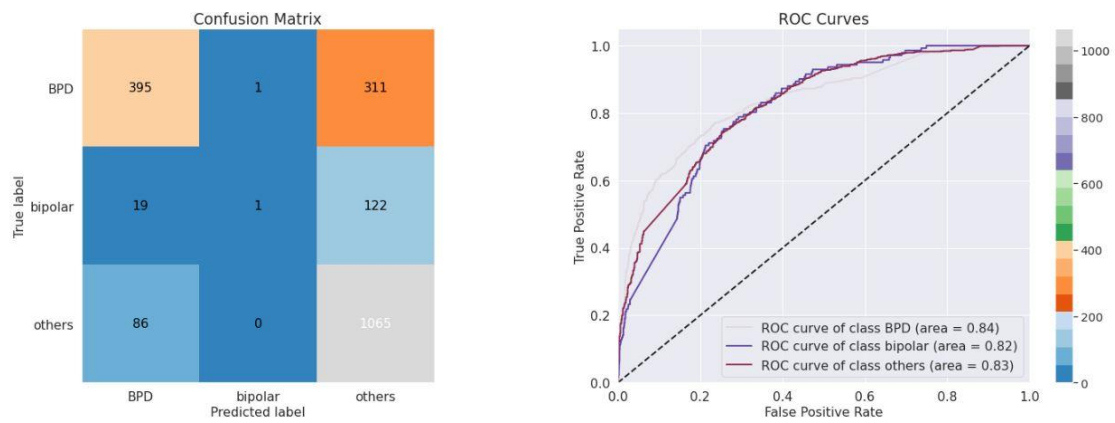 Confusion Matrix
True label
BPD
395
1
311
bipolar
19
1
122
others
86
0
1065
BPD
bipolar
others
Predicted label
ROC Curves
True Positive Rate
1.0
0.8
0.6
0.4
0.2
0.0
ROC curve of class BPD (area = 0.84)
ROC curve of class bipolar (area = 0.82)
ROC curve of class others (area = 0.83)
0.0
0.2
0.4
0.6
0.8
1.0
False Positive Rate
1000
800
600
400
200
0